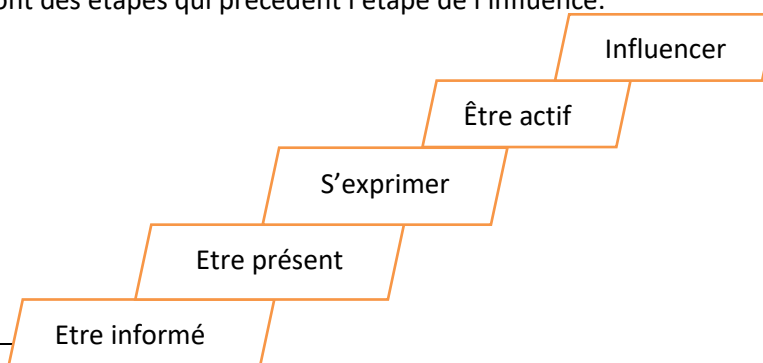 ont des étapes qui précèdent l'étape de l'influence.
Influencer
Être actif
S'exprimer
Etre présent
Etre informé